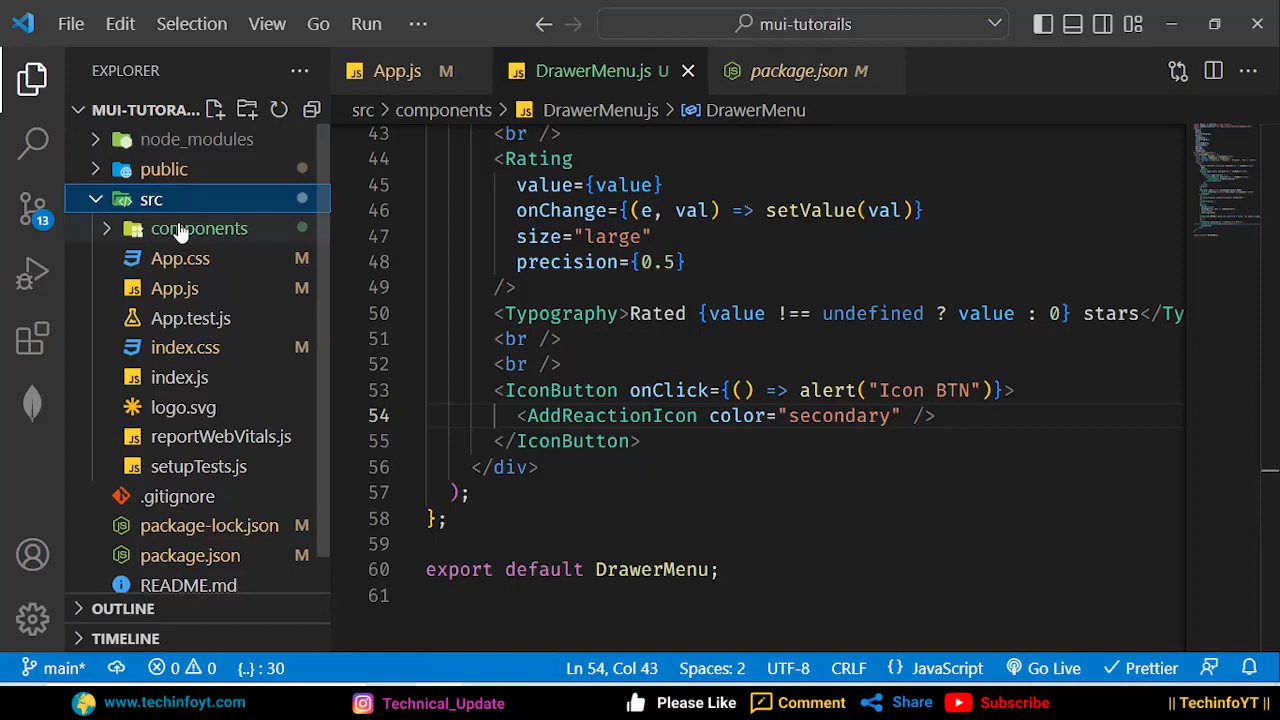 File Edit Selection View Go Run ··· mui-tutorails
EXPLORER ···
App.js M
DrawerMenu.js U
package.json M
MUI-TUTORA...
src > components > DrawerMenu.js > DrawerMenu
node_modules
public
src
components
App.css M
App.js M
App.test.js
index.css M
index.js
logo.svg
reportWebVitals.js
setupTests.js
.gitignore
package-lock.json M
package.json M
README.md
OUTLINE
TIMELINE
13
43 <br />
44 <Rating
45 value={value}
46 onChange={(e, val) => setValue(val)}
47 size="large"
48 precision={0.5}
49 />
50 <Typography>Rated {value !== undefined ? value : 0} stars</Ty
51 <br />
52 <br />
53 <IconButton onClick={() => alert("Icon BTN")}>
54 <AddReactionIcon color="secondary" />
55 </IconButton>
56 </div>
57 );
58 };
59
60 export default DrawerMenu;
61
main* 0 0 {..} : 30 Ln 54, Col 43 Spaces: 2 UTF-8 CRLF {} JavaScript Go Live Prettier
www.techinfoyt.com Technical_Update Please Like Comment Share Subscribe || TechinfoYT ||